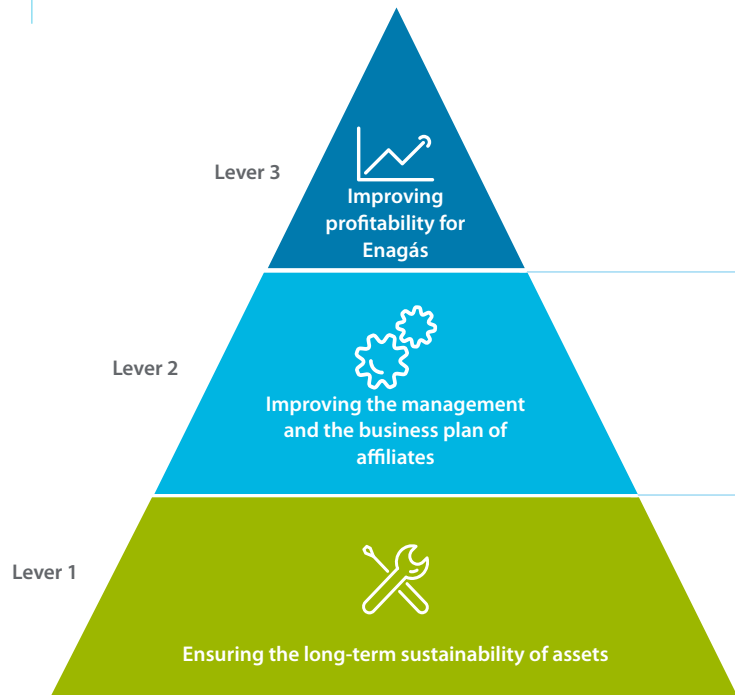 Lever 3
Improving
profitability for
Enagás
Lever 2
Improving the management
and the business plan of
affiliates
Lever 1
Ensuring the long-term sustainability of assets